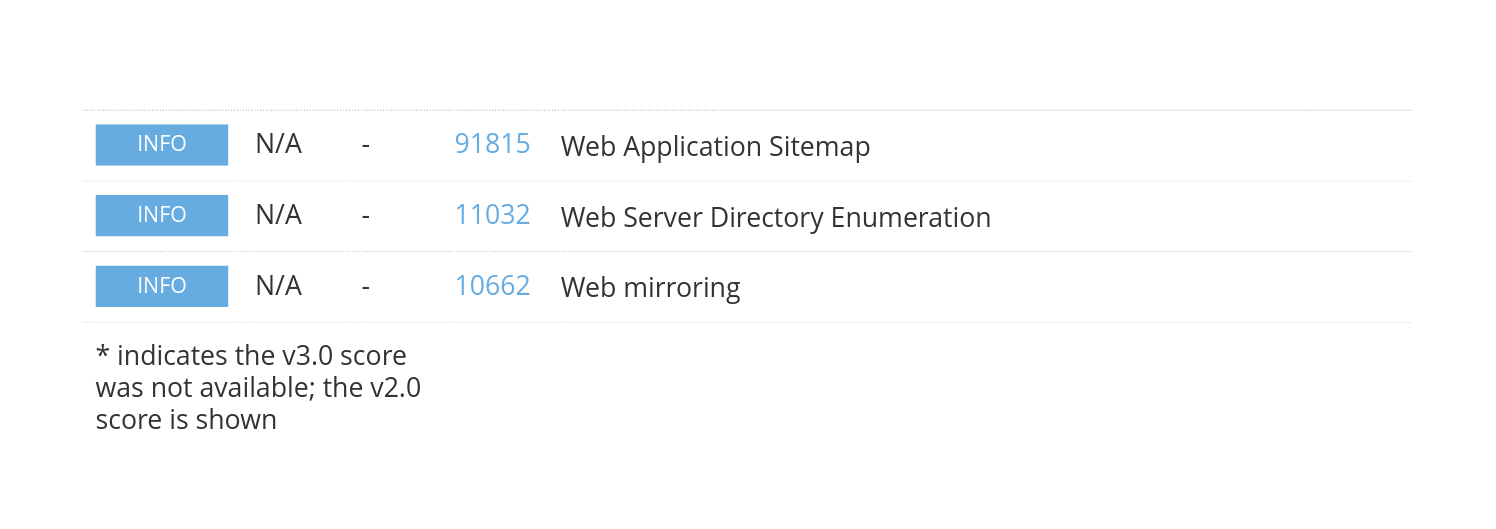 INFO N/A - 91815 Web Application Sitemap
INFO N/A - 11032 Web Server Directory Enumeration
INFO N/A - 10662 Web mirroring
* indicates the v3.0 score
was not available; the v2.0
score is shown